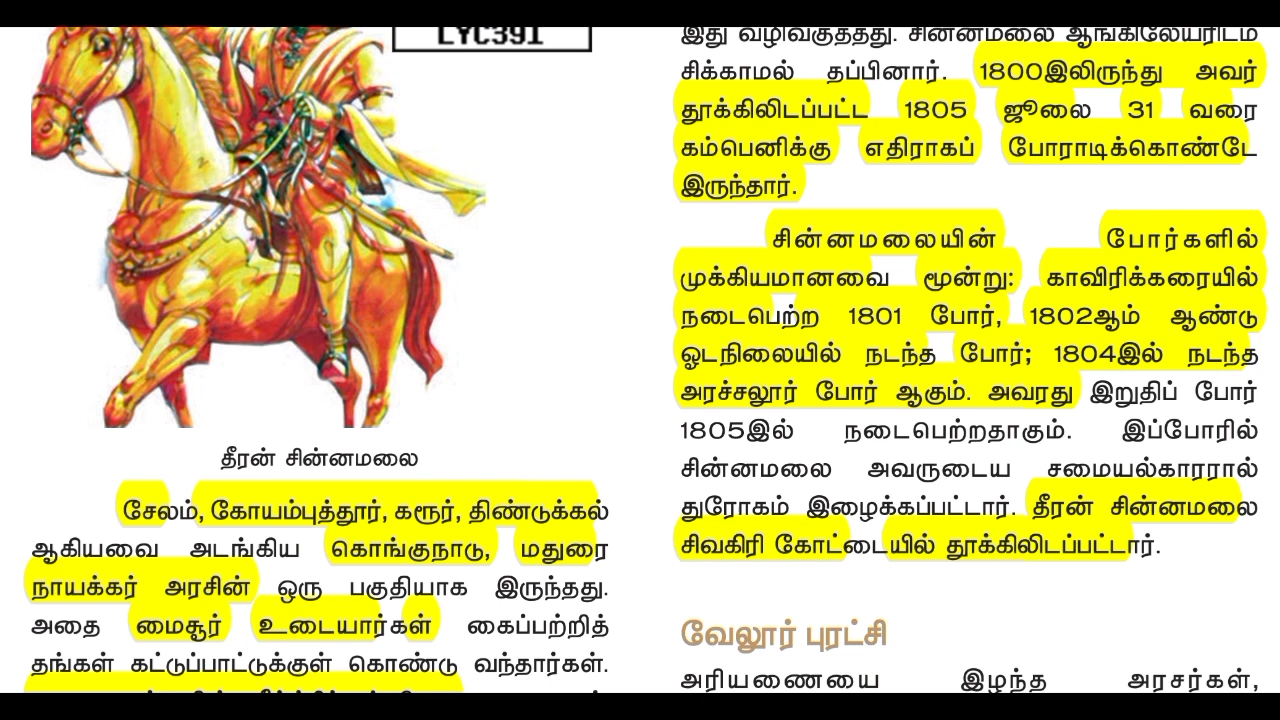 LYC391
தீரன் சின்னமலை
சேலம், கோயம்புத்தூர், கரூர், திண்டுக்கல்
ஆகியவை அடங்கிய கொங்குநாடு, மதுரை
நாயக்கர் அரசின் ஒரு பகுதியாக இருந்தது.
அதை மைசூர் உடையார்கள் கைப்பற்றித்
தங்கள் கட்டுப்பாட்டுக்குள் கொண்டு வந்தார்கள்.
இது வழிவகுத்தது. சின்னமலை ஆங்கிலேயரிடம்
சிக்காமல் தப்பினார். 1800இலிருந்து அவர்
தூக்கிலிடப்பட்ட 1805 ஜூலை 31 வரை
கம்பெனிக்கு எதிராகப் போராடிக்கொண்டே
இருந்தார்.
சின்னமலையின் போர்களில்
முக்கியமானவை மூன்று: காவிரிக்கரையில்
நடைபெற்ற 1801 போர், 1802ஆம் ஆண்டு
ஓடநிலையில் நடந்த போர்; 1804இல் நடந்த
அரச்சலூர் போர் ஆகும். அவரது இறுதிப் போர்
1805இல் நடைபெற்றதாகும். இப்போரில்
சின்னமலை அவருடைய சமையல்காரரால்
துரோகம் இழைக்கப்பட்டார். தீரன் சின்னமலை
சிவகிரி கோட்டையில் தூக்கிலிடப்பட்டார்.
வேலூர் புரட்சி
அரியணையை இழந்த அரசர்கள்,